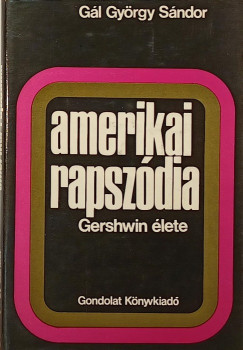 Gál György Sándor
amerikai
rapszódia
Gershwin élete
Gondolat Könyvkiadó